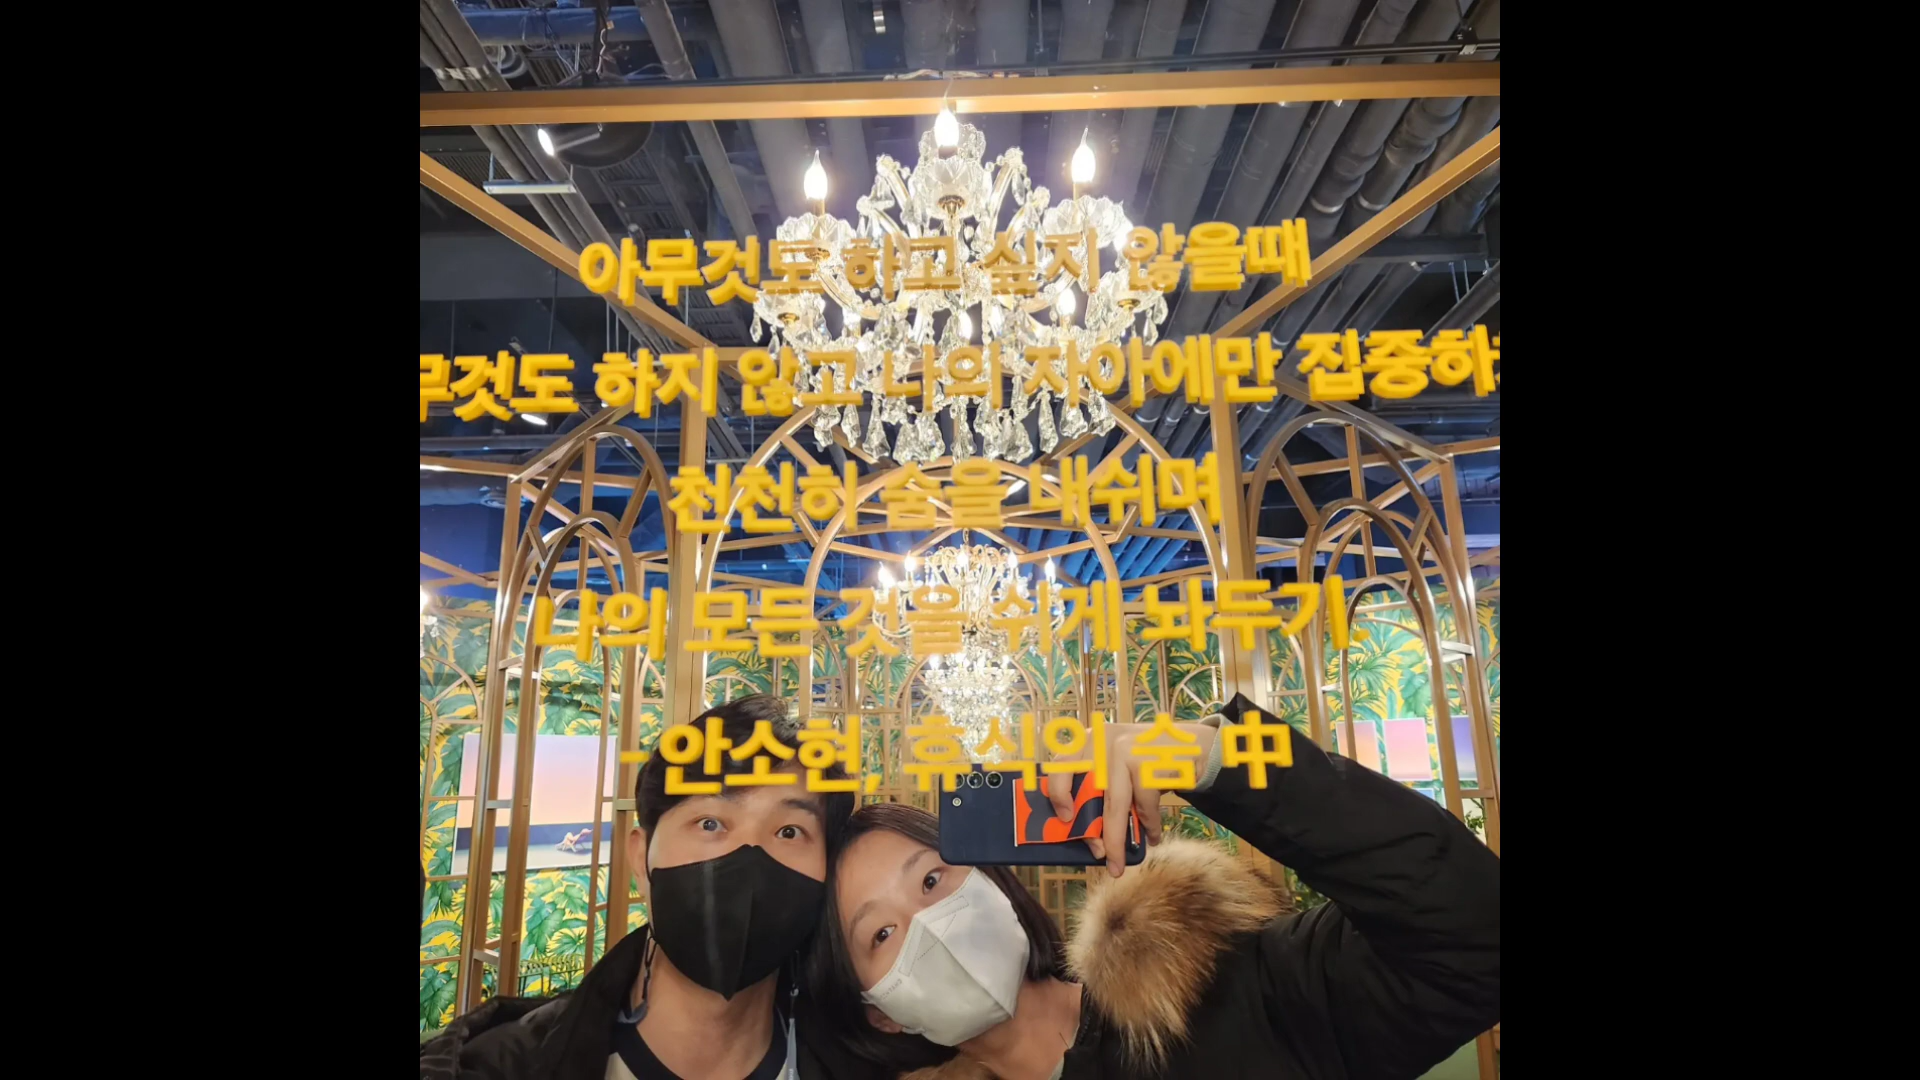 아무것도 하고 싶지 않을때
무것도 하지 않고 나의 자아에만 집중하
천천히 숨을 내쉬며
나의 모든 것을 쉬게 놔두기.
- 안소현, 휴식의 숨 中